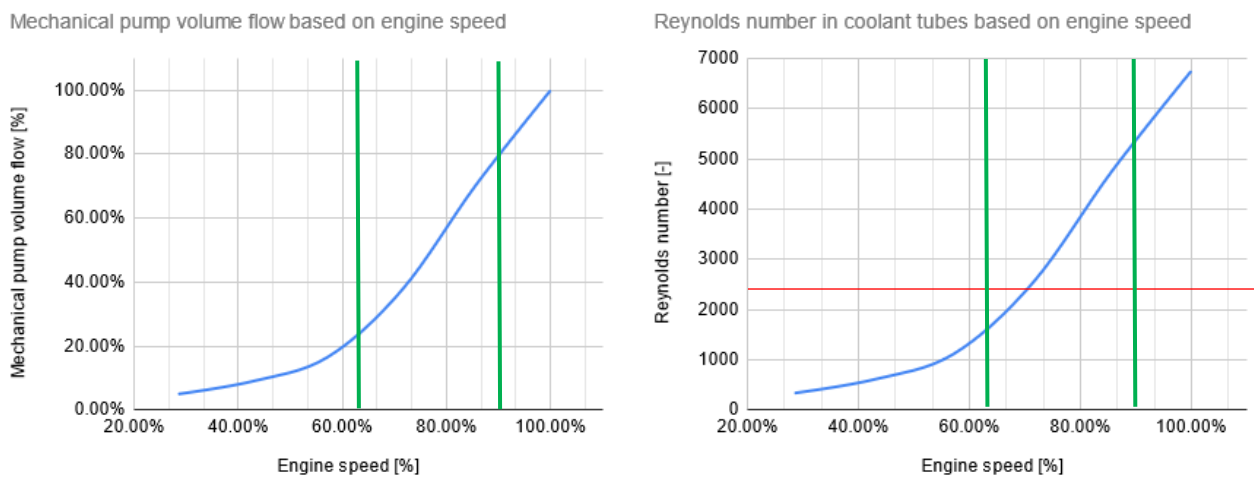 Mechanical pump volume flow based on engine speed
Mechanical pump volume flow [%]
100.00%
80.00%
60.00%
40.00%
20.00%
0.00%
20.00% 40.00% 60.00% 80.00% 100.00%
Engine speed [%]
Reynolds number in coolant tubes based on engine speed
Reynolds number [-]
7000
6000
5000
4000
3000
2000
1000
0
20.00% 40.00% 60.00% 80.00% 100.00%
Engine speed [%]